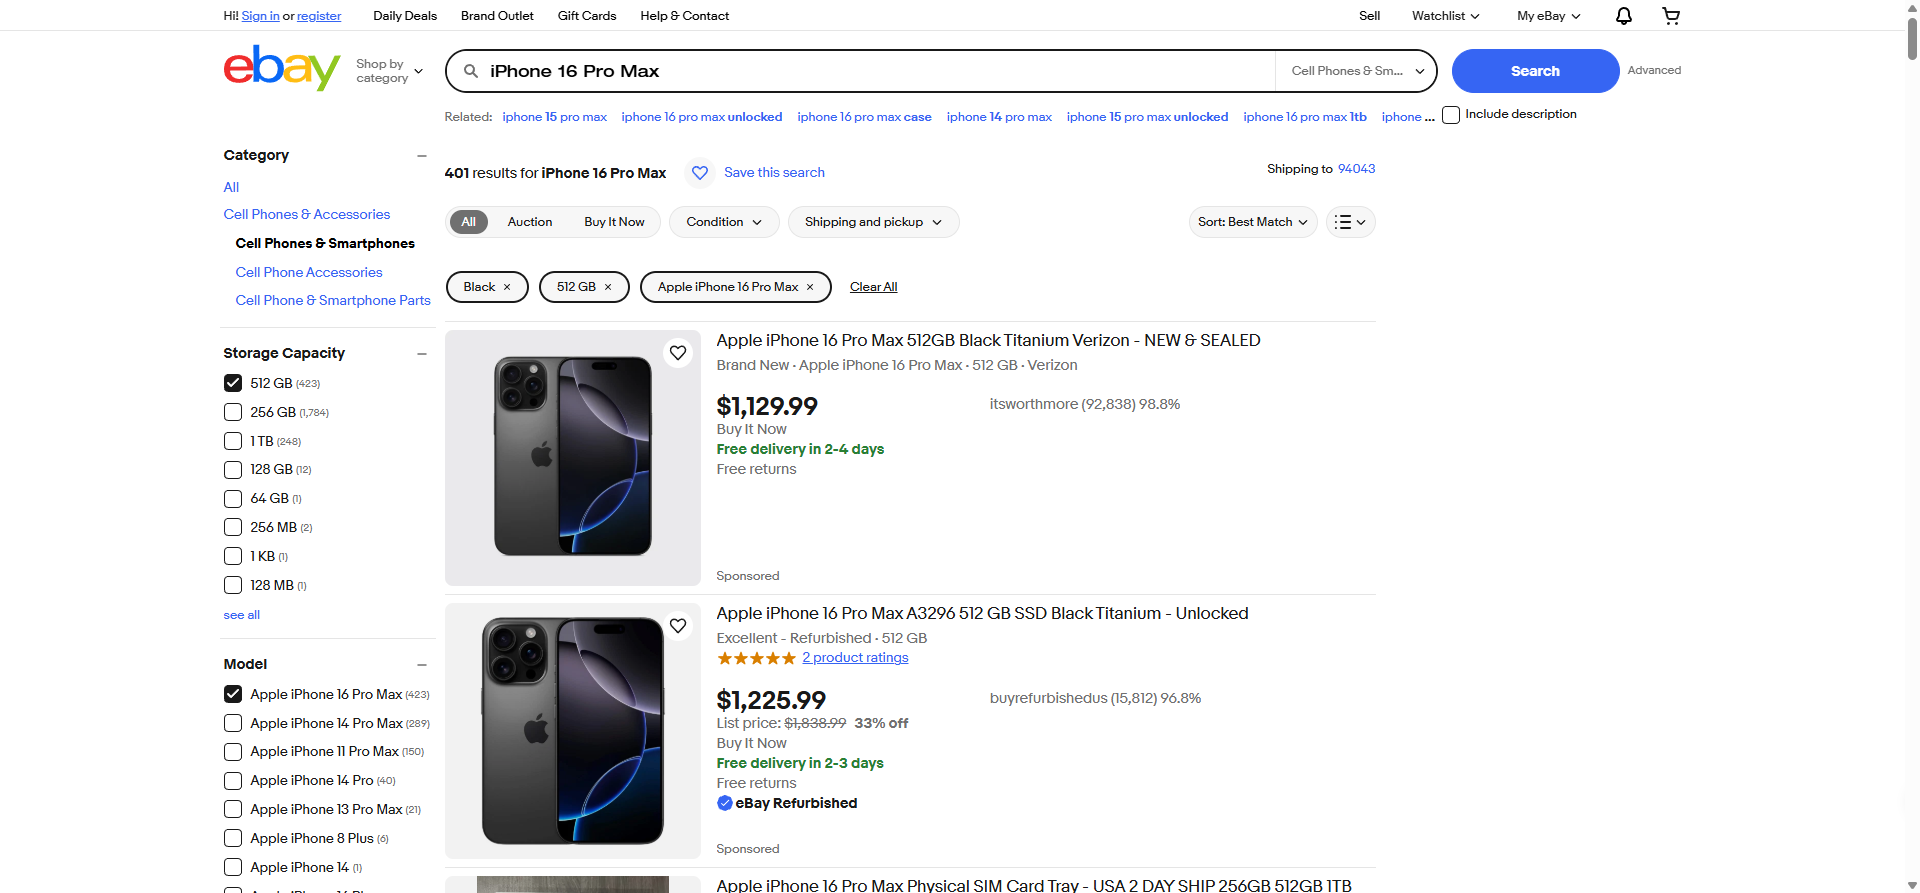 Hi! Sign in or register
Daily Deals
Brand Outlet
Gift Cards
Help & Contact
Sell
Watchlist
My eBay
ebay
Shop by
category
iPhone 16 Pro Max
Cell Phones & Sm...
Search
Advanced
Related: iphone 15 pro max iphone 16 pro max unlocked iphone 16 pro max case iphone 14 pro max iphone 15 pro max unlocked iphone 16 pro max 1tb iphone ...
Include description
Category
All
Cell Phones & Accessories
Cell Phones & Smartphones
Cell Phone Accessories
Cell Phone & Smartphone Parts
Storage Capacity
512 GB (423)
256 GB (1,784)
1 TB (248)
128 GB (12)
64 GB (1)
256 MB (2)
1 KB (1)
128 MB (1)
see all
Model
Apple iPhone 16 Pro Max (423)
Apple iPhone 14 Pro Max (289)
Apple iPhone 11 Pro Max (150)
Apple iPhone 14 Pro (40)
Apple iPhone 13 Pro Max (21)
Apple iPhone 8 Plus (6)
Apple iPhone 14 (1)
401 results for iPhone 16 Pro Max
Save this search
Shipping to 94043
All
Auction
Buy It Now
Condition
Shipping and pickup
Sort: Best Match
Black ×
512 GB ×
Apple iPhone 16 Pro Max ×
Clear All
Apple iPhone 16 Pro Max 512GB Black Titanium Verizon - NEW & SEALED
Brand New · Apple iPhone 16 Pro Max · 512 GB · Verizon
$1,129.99
itsworthmore (92,838) 98.8%
Buy It Now
Free delivery in 2-4 days
Free returns
Sponsored
Apple iPhone 16 Pro Max A3296 512 GB SSD Black Titanium - Unlocked
Excellent - Refurbished · 512 GB
2 product ratings
$1,225.99
buyrefurbishedus (15,812) 96.8%
List price: $1,838.99 33% off
Buy It Now
Free delivery in 2-3 days
Free returns
eBay Refurbished
Sponsored
Apple iPhone 16 Pro Max Physical SIM Card Tray - USA 2 DAY SHIP 256GB 512GB 1TB